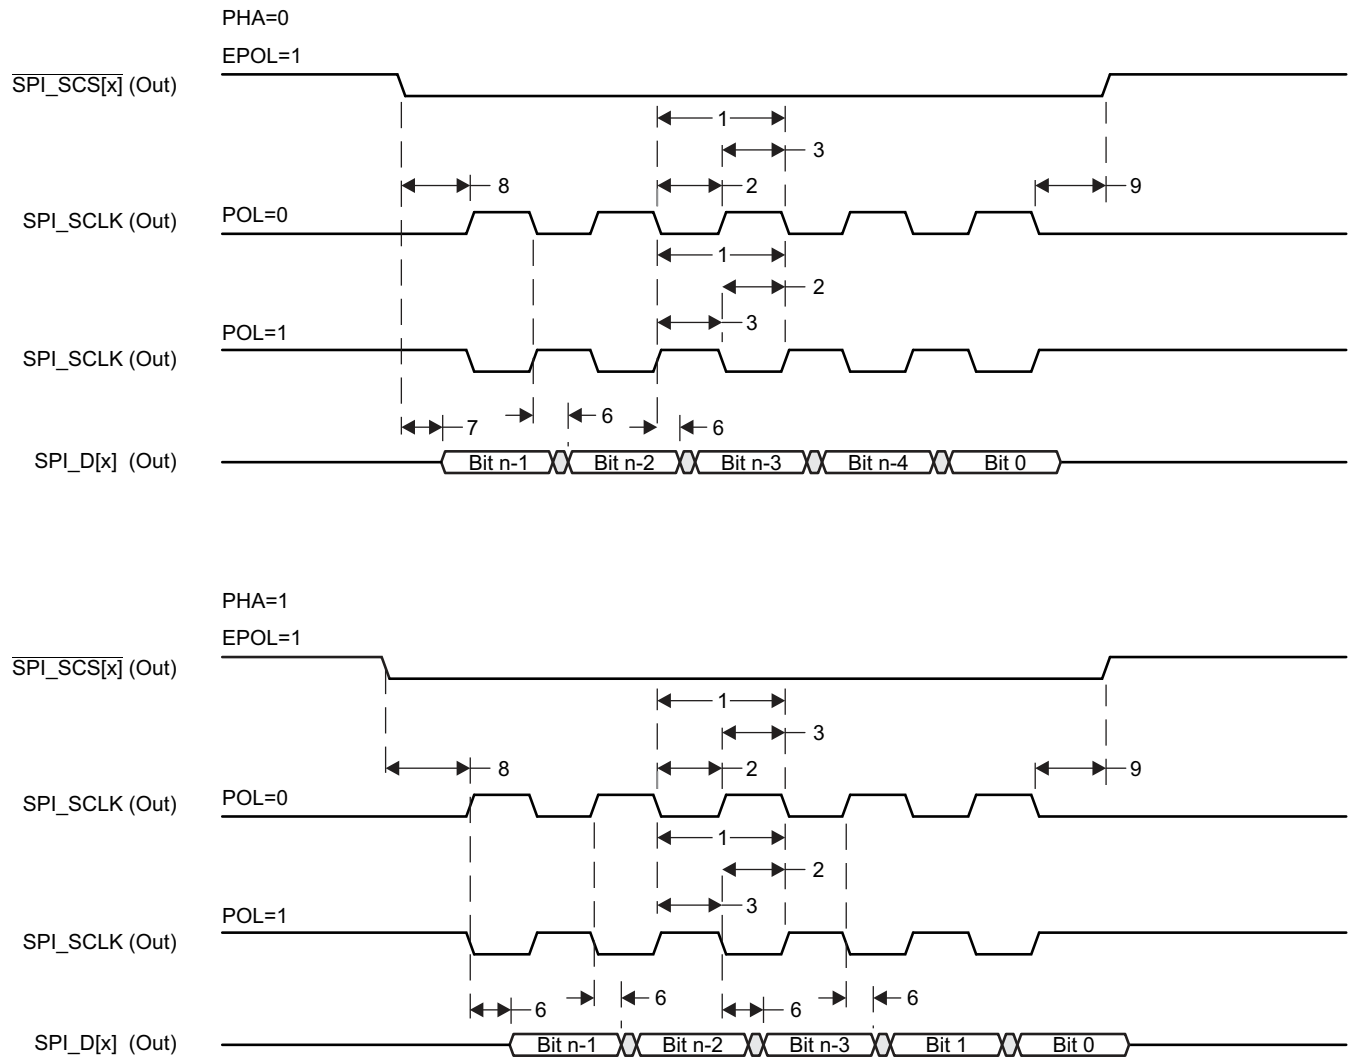 PHA=0
EPOL=1
SPI_SCS[x] (Out)
1
3
8
2
9
SPI_SCLK (Out)
POL=0
1
2
3
POL=1
SPI_SCLK (Out)
6
7
6
SPI_D[x] (Out)
Bit n-1
Bit n-2
Bit n-3
Bit n-4
Bit 0
PHA=1
EPOL=1
SPI_SCS[x] (Out)
1
3
8
2
9
SPI_SCLK (Out)
POL=0
1
2
3
POL=1
SPI_SCLK (Out)
6
6
6
6
SPI_D[x] (Out)
Bit n-1
Bit n-2
Bit n-3
Bit 1
Bit 0